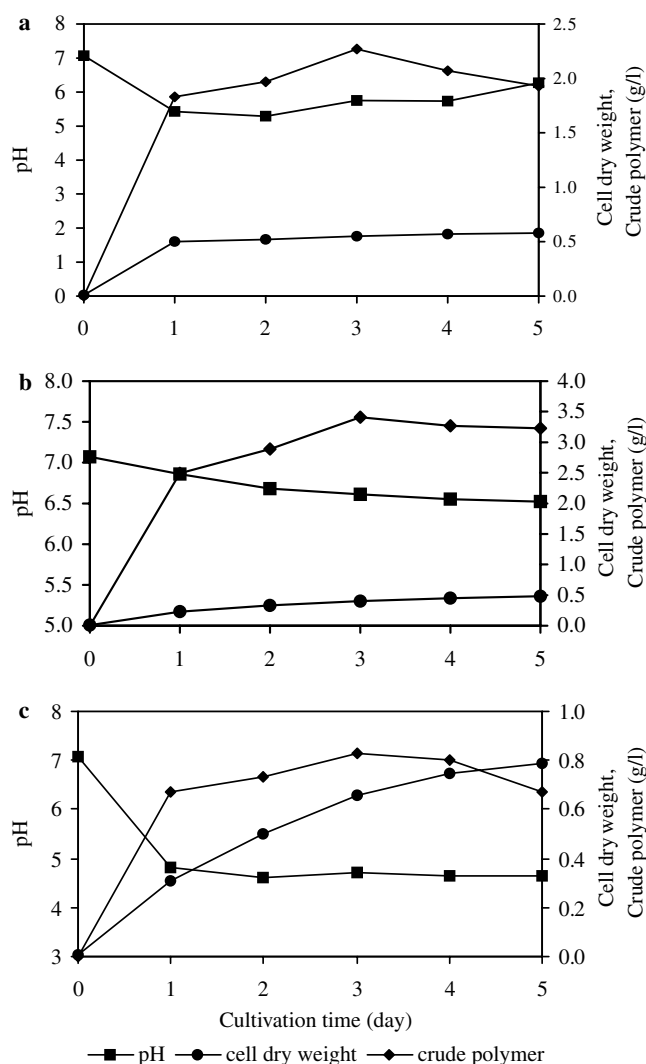 a
8
7
6
5
4
3
2
1
0
pH
2.5
2.0
1.5
1.0
0.5
0.0
Cell dry weight,
Crude polymer (g/l)
0 1 2 3 4 5
b
8.0
7.5
7.0
6.5
6.0
5.5
5.0
pH
4.0
3.5
3.0
2.5
2.0
1.5
1.0
0.5
0.0
Cell dry weight,
Crude polymer (g/l)
0 1 2 3 4 5
c
8
7
6
5
4
3
pH
1.0
0.8
0.6
0.4
0.2
0.0
Cell dry weight,
Crude polymer (g/l)
0 1 2 3 4 5
Cultivation time (day)
pH cell dry weight crude polymer